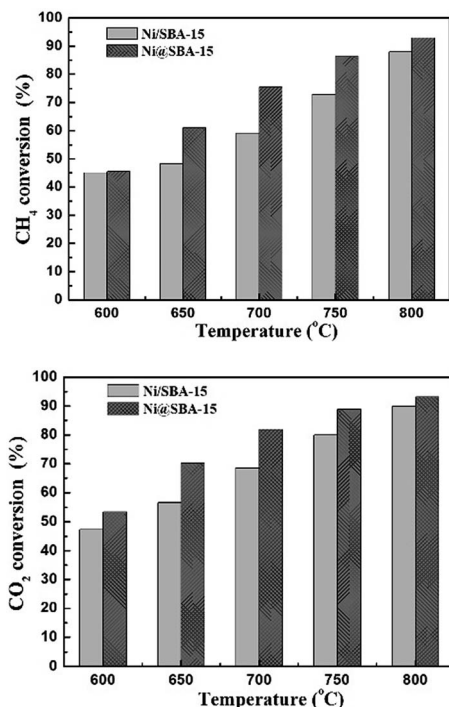 100
90
80
70
60
50
40
30
20
10
0
CH₄ conversion (%)
Ni/SBA-15
Ni@SBA-15
600 650 700 750 800
Temperature (°C)
100
90
80
70
60
50
40
30
20
10
0
CO₂ conversion (%)
Ni/SBA-15
Ni@SBA-15
600 650 700 750 800
Temperature (°C)